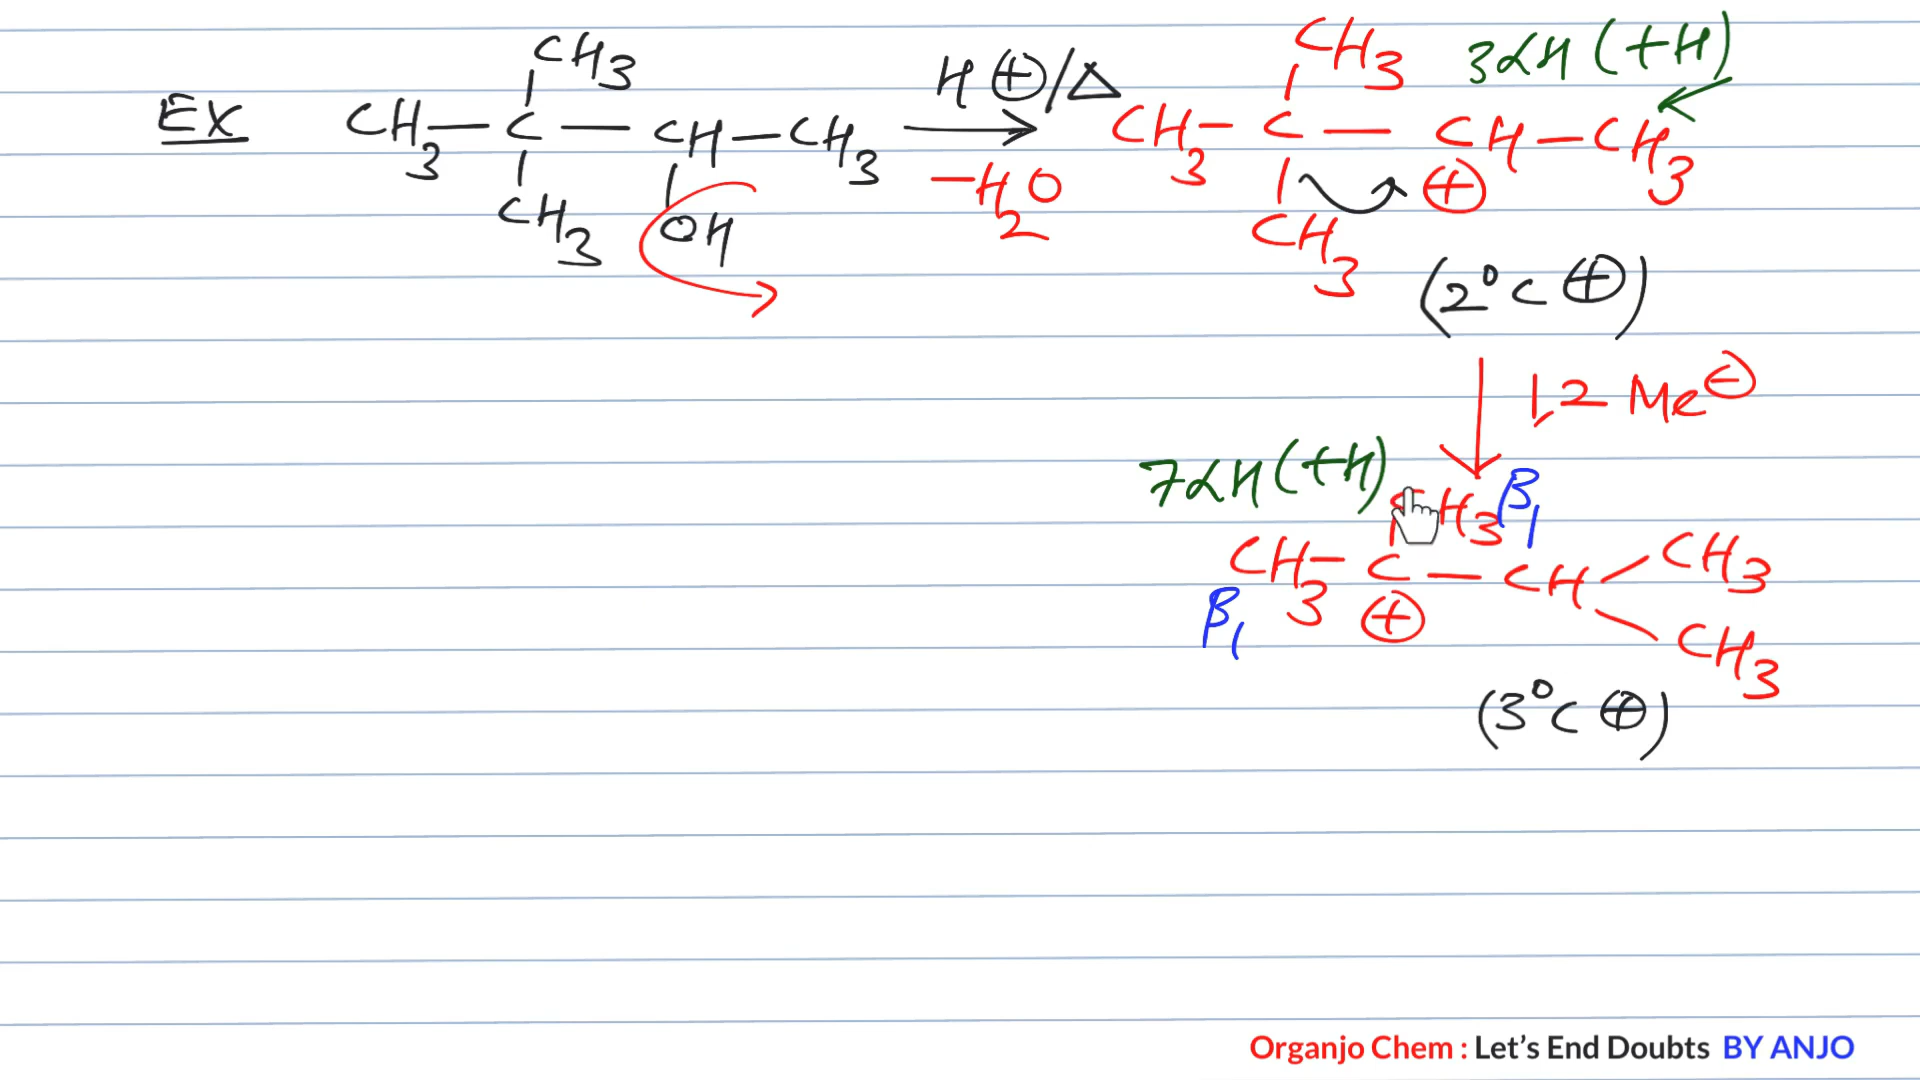 CH3 CH3 3αH (+H)
EX CH3—C—CH—CH3 H⊕/Δ CH3—C—CH—CH3
-H2O ⊕
CH3 OH CH3
(2°C⊕)
1,2 Me⊖
7αH (+H) CH3 β1
CH3—C—CH CH3
β1 ⊕ CH3
(3°C⊕)
Organjo Chem : Let's End Doubts BY ANJO